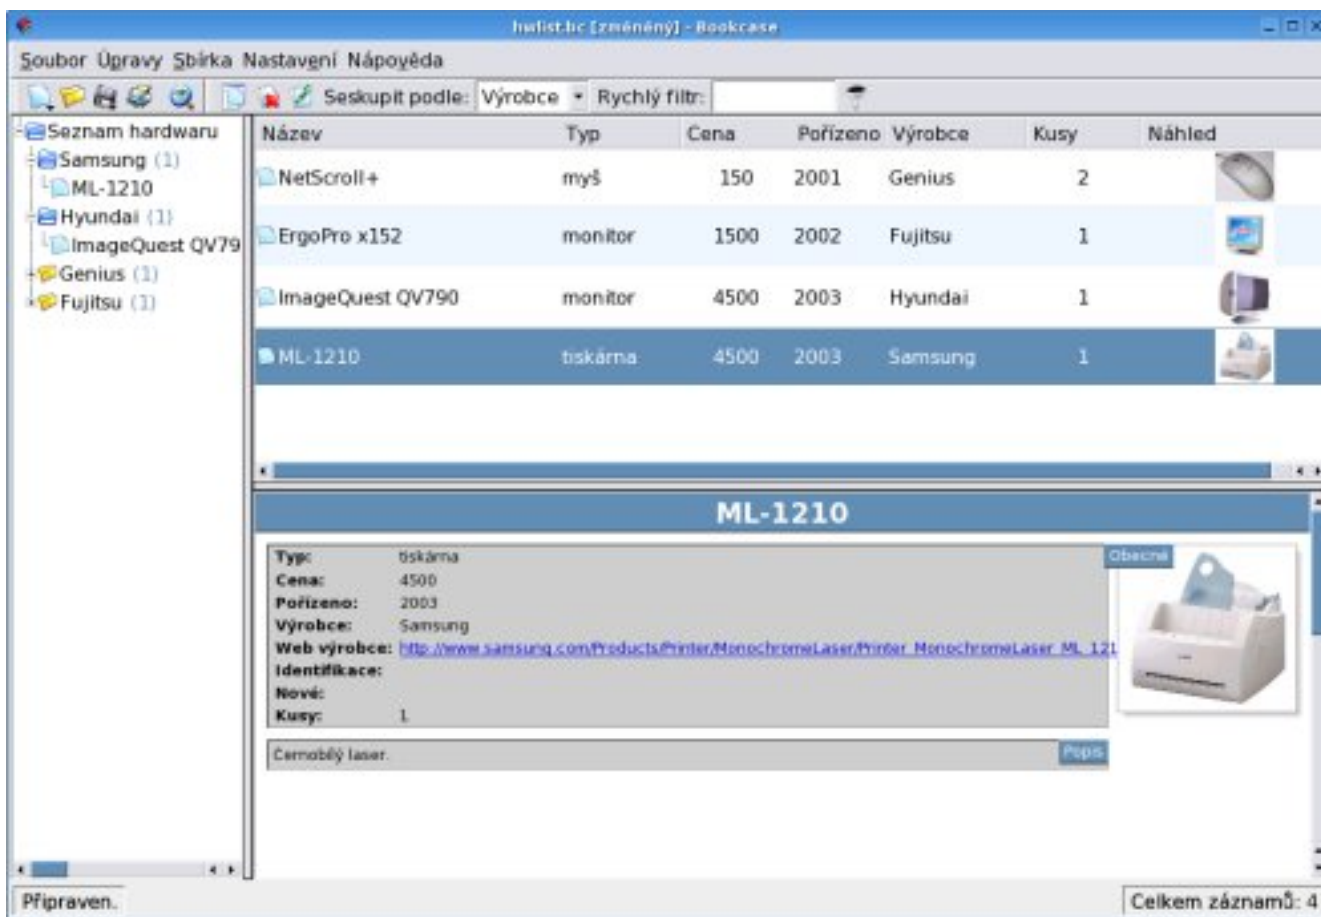 hwlist.bc [změněný] - Bookcase
Soubor Úpravy Sbírka Nastavení Nápověda
Seskupit podle: Výrobce Rychlý filtr:
Seznam hardwaru
Samsung (1)
ML-1210
Hyundai (1)
ImageQuest QV79
Genius (1)
Fujitsu (1)
Název Typ Cena Pořízeno Výrobce Kusy Náhled
NetScroll+ myš 150 2001 Genius 2
ErgoPro x152 monitor 1500 2002 Fujitsu 1
ImageQuest QV790 monitor 4500 2003 Hyundai 1
ML-1210 tiskárna 4500 2003 Samsung 1
ML-1210
Obecné
Typ: tiskárna
Cena: 4500
Pořízeno: 2003
Výrobce: Samsung
Web výrobce: http://www.samsung.com/Products/Printer/MonochromeLaser/Printer_MonochromeLaser_ML_121
Identifikace:
Nové:
Kusy: 1
Černobílý laser. Popis
Připraven. Celkem záznamů: 4